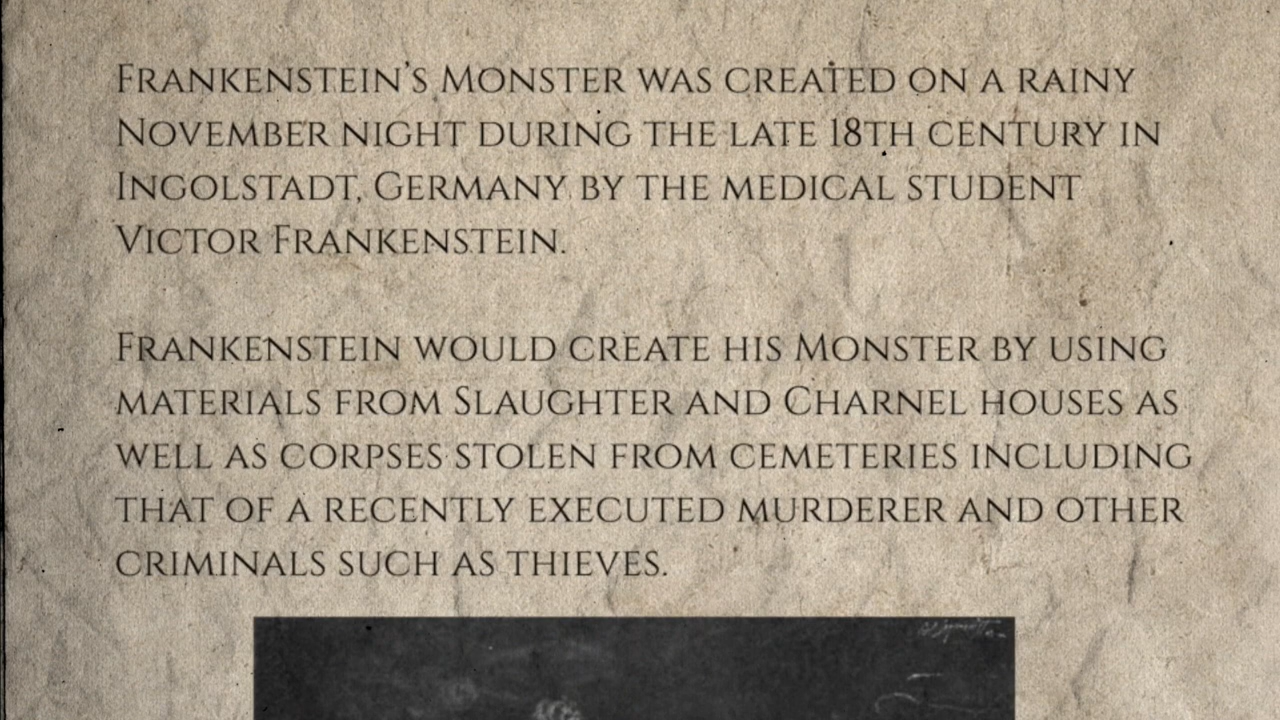 Frankenstein's Monster was created on a rainy
November night during the late 18th century in
Ingolstadt, Germany by the medical student
Victor Frankenstein.
Frankenstein would create his Monster by using
materials from Slaughter and Charnel houses as
well as corpses stolen from cemeteries including
that of a recently executed murderer and other
criminals such as thieves.